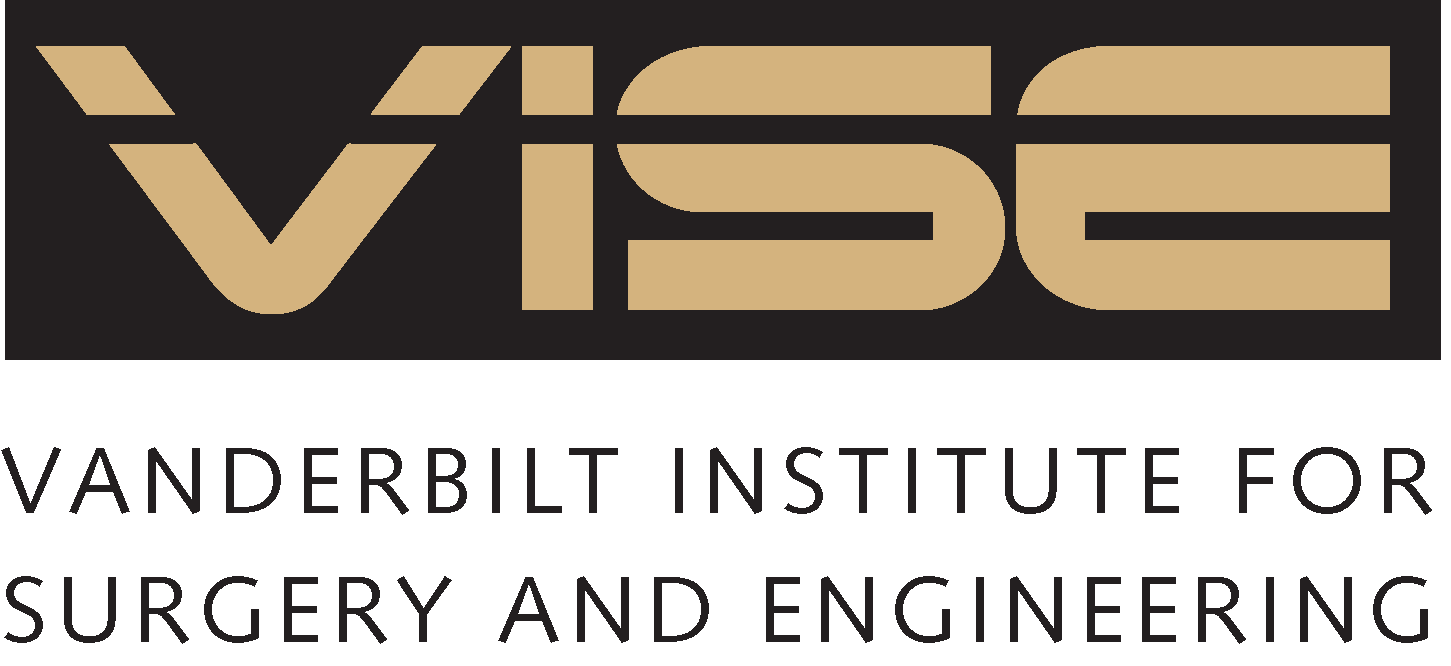 VISE
VANDERBILT INSTITUTE FOR
SURGERY AND ENGINEERING